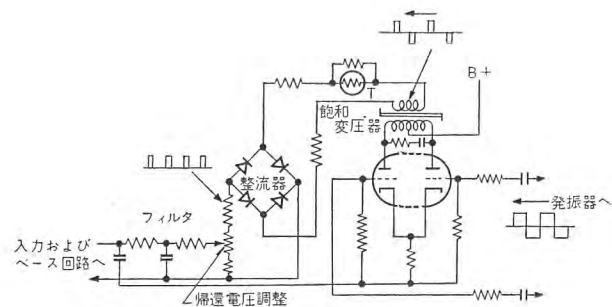 B+
T
飽和
変圧器
整流器
フィルタ
発振器へ
入力および
ベース回路へ
帰還電圧調整